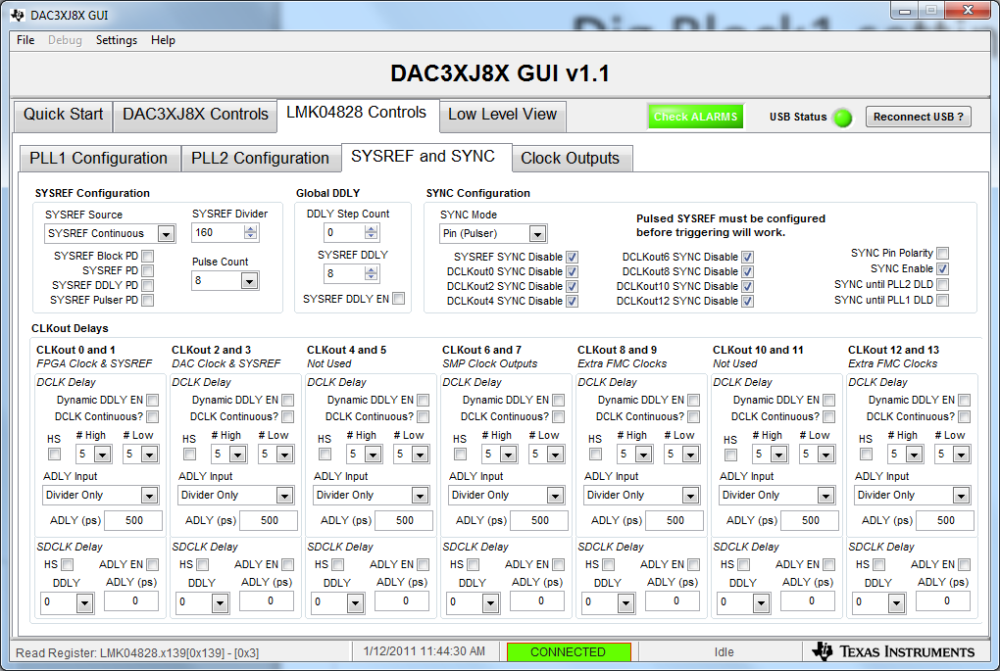 DAC3XJ8X GUI
File Debug Settings Help
DAC3XJ8X GUI v1.1
Quick Start DAC3XJ8X Controls LMK04828 Controls Low Level View Check ALARMS USB Status Reconnect USB ?
PLL1 Configuration PLL2 Configuration SYSREF and SYNC Clock Outputs
SYSREF Configuration
SYSREF Source SYSREF Divider
SYSREF Continuous 160
SYSREF Block PD
SYSREF PD Pulse Count
SYSREF DDLY PD 8
SYSREF Pulser PD
Global DDLY
DDLY Step Count
0
SYSREF DDLY
8
SYSREF DDLY EN
SYNC Configuration
SYNC Mode
Pin (Pulser)
Pulsed SYSREF must be configured
before triggering will work.
SYSREF SYNC Disable DCLKout6 SYNC Disable SYNC Pin Polarity
DCLKout0 SYNC Disable DCLKout8 SYNC Disable SYNC Enable
DCLKout2 SYNC Disable DCLKout10 SYNC Disable SYNC until PLL2 DLD
DCLKout4 SYNC Disable DCLKout12 SYNC Disable SYNC until PLL1 DLD
CLKout Delays
CLKout 0 and 1 CLKout 2 and 3 CLKout 4 and 5 CLKout 6 and 7 CLKout 8 and 9 CLKout 10 and 11 CLKout 12 and 13
FPGA Clock & SYSREF DAC Clock & SYSREF Not Used SMP Clock Outputs Extra FMC Clocks Not Used Extra FMC Clocks
DCLK Delay DCLK Delay DCLK Delay DCLK Delay DCLK Delay DCLK Delay DCLK Delay
Dynamic DDLY EN Dynamic DDLY EN Dynamic DDLY EN Dynamic DDLY EN Dynamic DDLY EN Dynamic DDLY EN Dynamic DDLY EN
DCLK Continuous? DCLK Continuous? DCLK Continuous? DCLK Continuous? DCLK Continuous? DCLK Continuous? DCLK Continuous?
HS # High # Low HS # High # Low HS # High # Low HS # High # Low HS # High # Low HS # High # Low HS # High # Low
5 5 5 5 5 5 5 5 5 5 5 5 5 5
ADLY Input ADLY Input ADLY Input ADLY Input ADLY Input ADLY Input ADLY Input
Divider Only Divider Only Divider Only Divider Only Divider Only Divider Only Divider Only
ADLY (ps) 500 ADLY (ps) 500 ADLY (ps) 500 ADLY (ps) 500 ADLY (ps) 500 ADLY (ps) 500 ADLY (ps) 500
SDCLK Delay SDCLK Delay SDCLK Delay SDCLK Delay SDCLK Delay SDCLK Delay SDCLK Delay
HS ADLY EN HS ADLY EN HS ADLY EN HS ADLY EN HS ADLY EN HS ADLY EN HS ADLY EN
DDLY ADLY (ps) DDLY ADLY (ps) DDLY ADLY (ps) DDLY ADLY (ps) DDLY ADLY (ps) DDLY ADLY (ps) DDLY ADLY (ps)
0 0 0 0 0 0 0 0 0 0 0 0 0 0
Read Register: LMK04828.x139[0x139] - [0x3] 1/12/2011 11:44:30 AM CONNECTED Idle TEXAS INSTRUMENTS